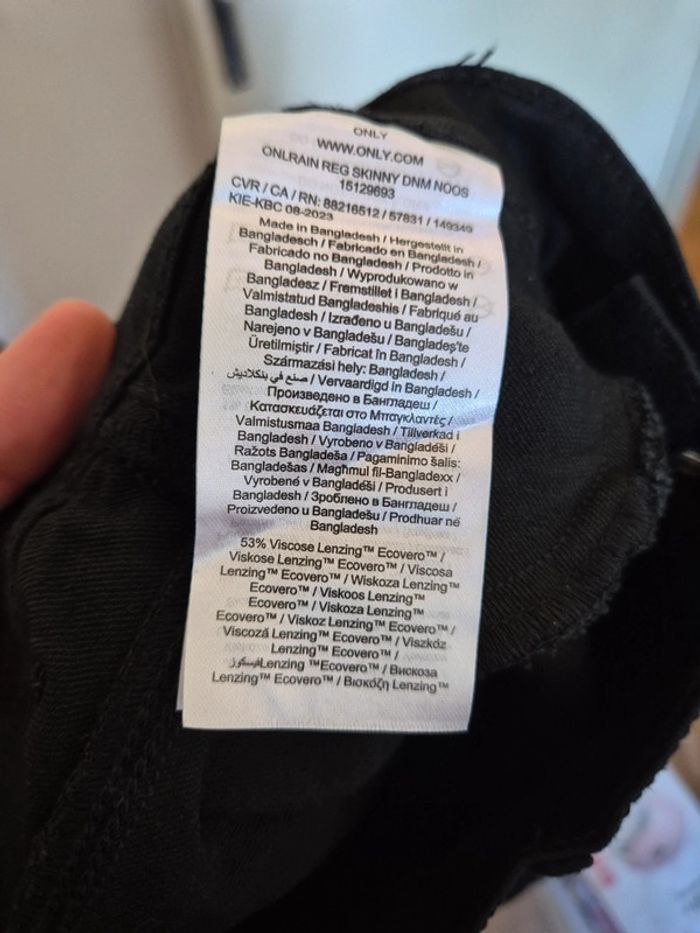 ONLY
WWW.ONLY.COM
ONLRAIN REG SKINNY DNM NOOS
15129693
CVR / CA / RN: 88216512 / 57831 / 149349
KIE-KBC 08-2023
Made in Bangladesh / Hergestellt in
Bangladesch / Fabricado en Bangladesh /
Fabricado no Bangladesh / Prodotto in
Bangladesh / Wyprodukowano w
Bangladesz / Fremstillet i Bangladesh /
Valmistatud Bangladeshis / Fabriqué au
Bangladesh / Izrađeno u Bangladešu /
Narejeno v Bangladešu / Bangladeş'te
Üretilmiştir / Fabricat în Bangladesh /
Származási hely: Bangladesh /
صنع في بنكلاديش / Vervaardigd in Bangladesh /
Произведено в Бангладеш /
Κατασκευάζεται στο Μπαγκλαντές /
Valmistusmaa Bangladesh / Tillverkad i
Bangladesh / Vyrobeno v Bangladéši /
Ražots Bangladeša / Pagaminimo šalis:
Bangladešas / Magħmul fil-Bangladexx /
Vyrobené v Bangladéši / Produsert i
Bangladesh / Зроблено в Бангладеш /
Proizvedeno u Bangladešu / Prodhuar në
Bangladesh
53% Viscose Lenzing™ Ecovero™ /
Viskose Lenzing™ Ecovero™ / Viscosa
Lenzing™ Ecovero™ / Wiskoza Lenzing™
Ecovero™ / Viskoos Lenzing™
Ecovero™ / Viskoza Lenzing™
Ecovero™ / Viskoz Lenzing™ Ecovero™ /
Viscoză Lenzing™ Ecovero™ / Viszkóz
Lenzing™ Ecovero™ /
فيسكوز Lenzing ™Ecovero™ / Вискоза
Lenzing™ Ecovero™ / Βισκόζη Lenzing™